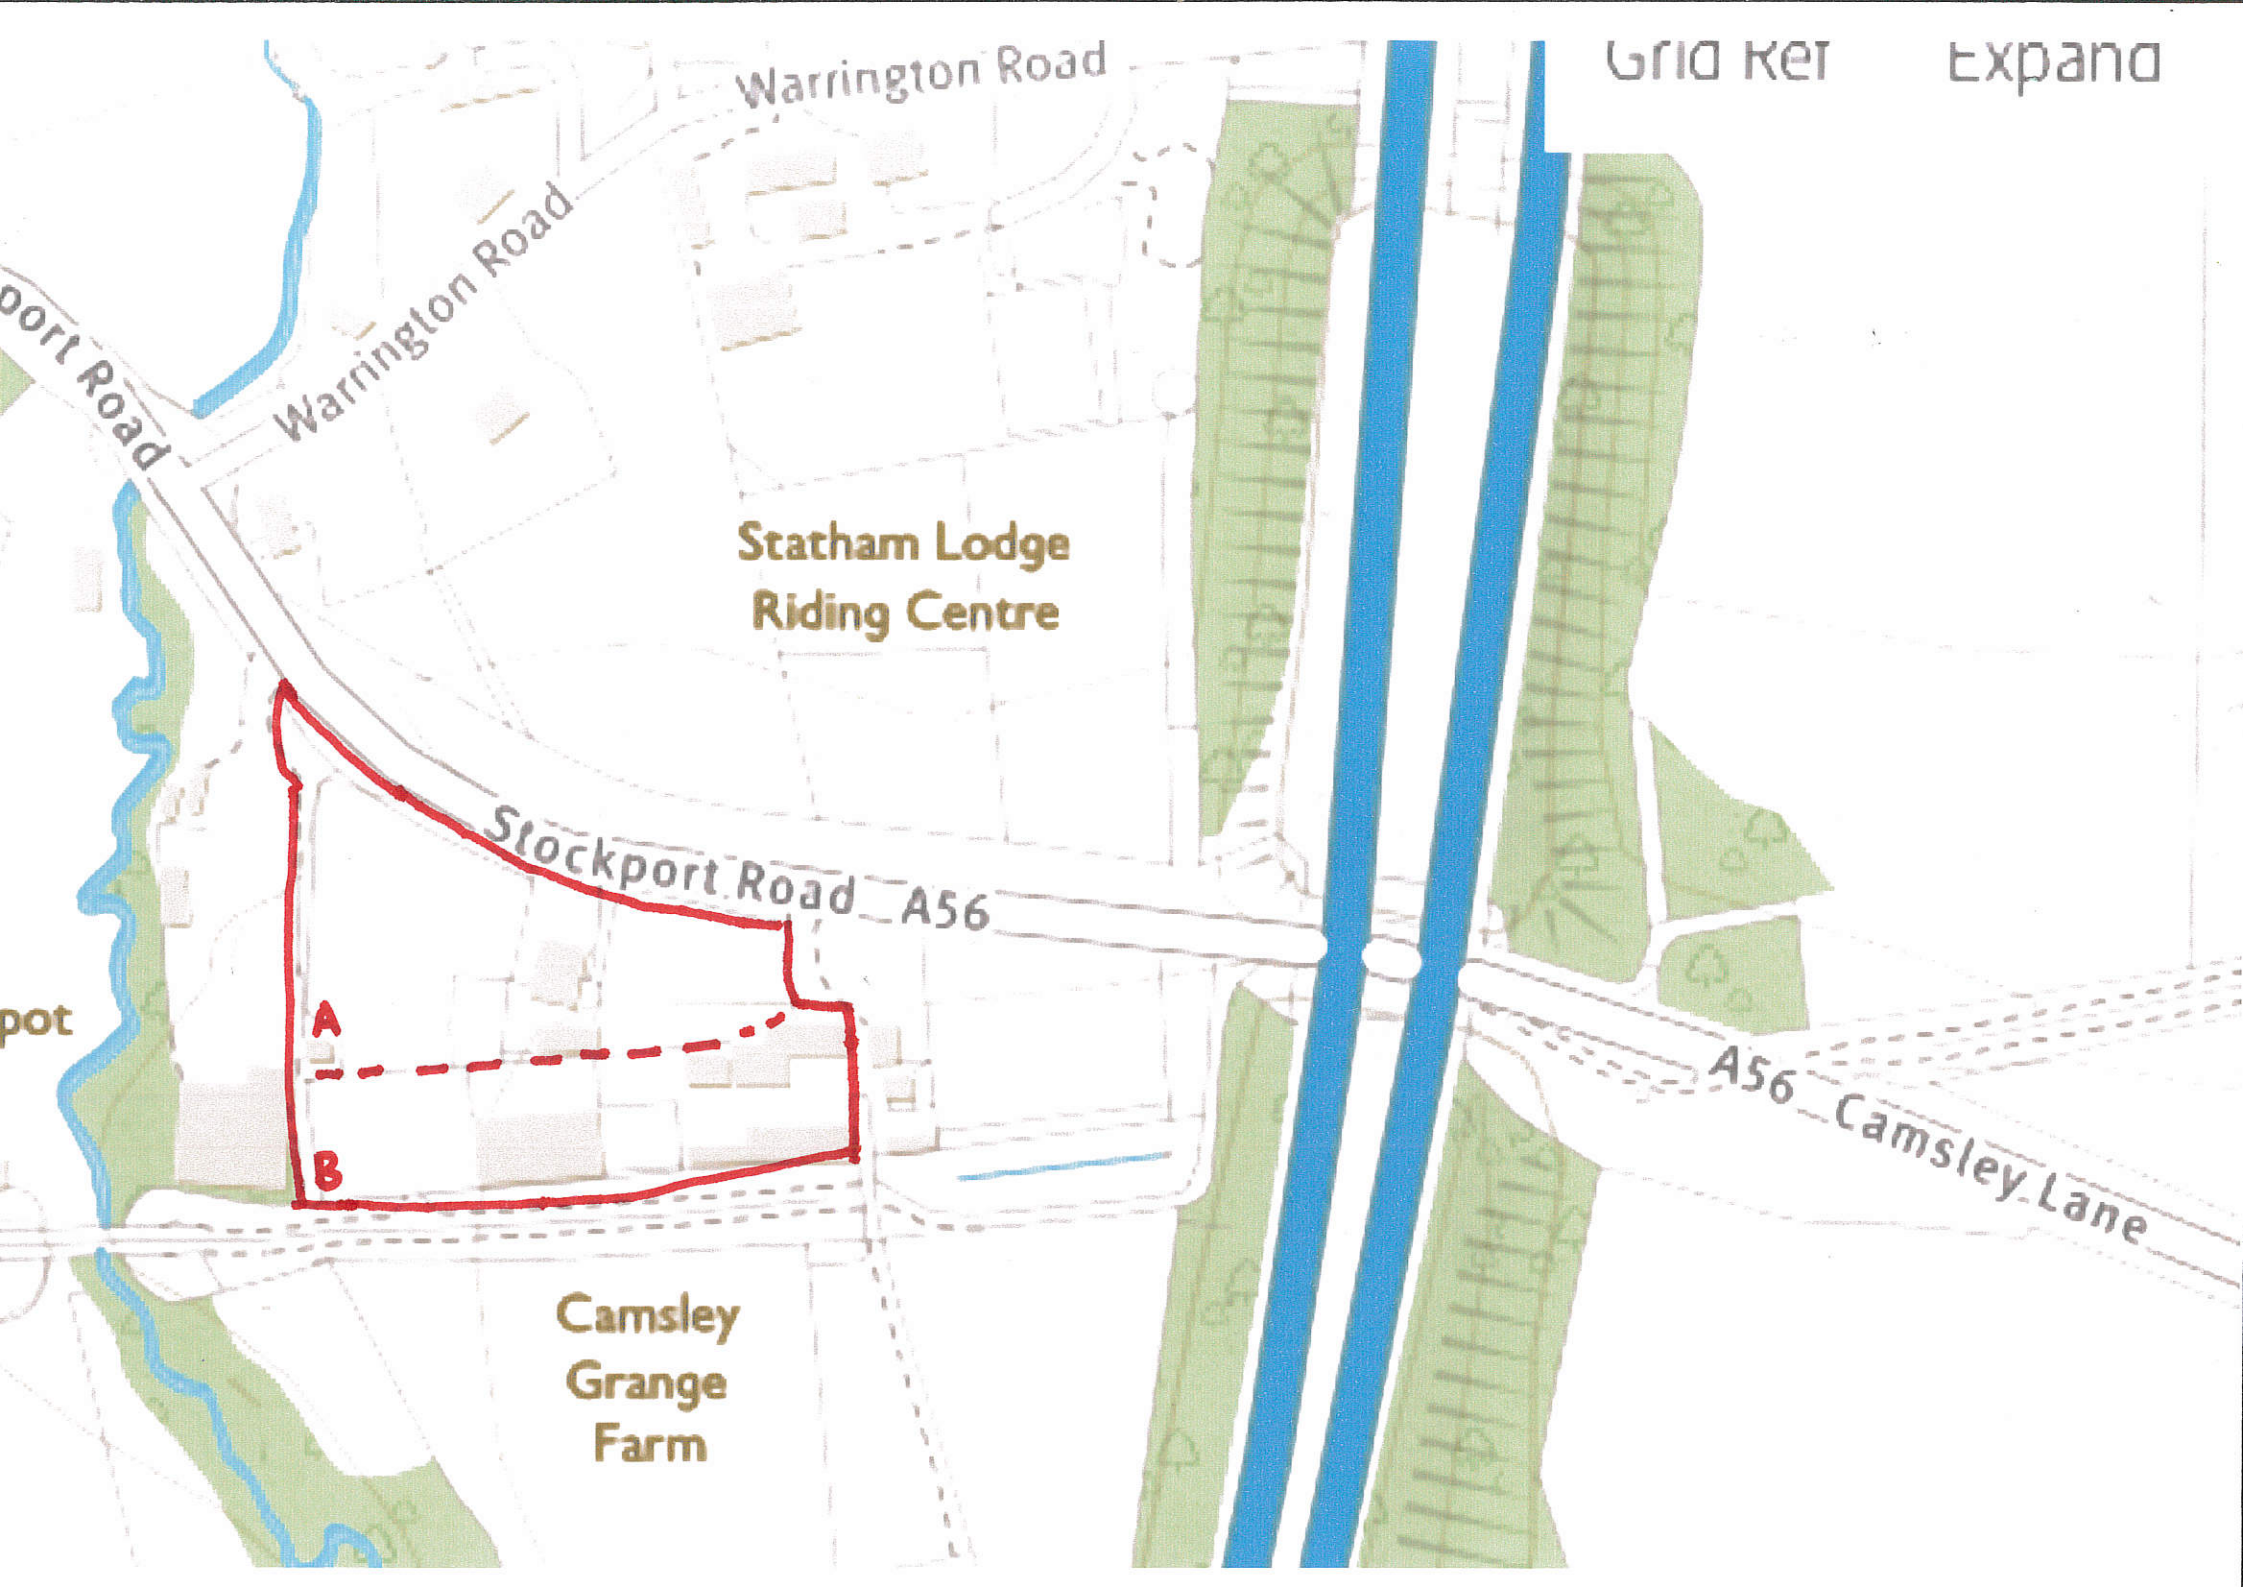 Grid Ref Expand
Warrington Road
Warrington Road
port Road
Statham Lodge
Riding Centre
Stockport Road A56
A
pot
A56 Camsley Lane
B
Camsley
Grange
Farm